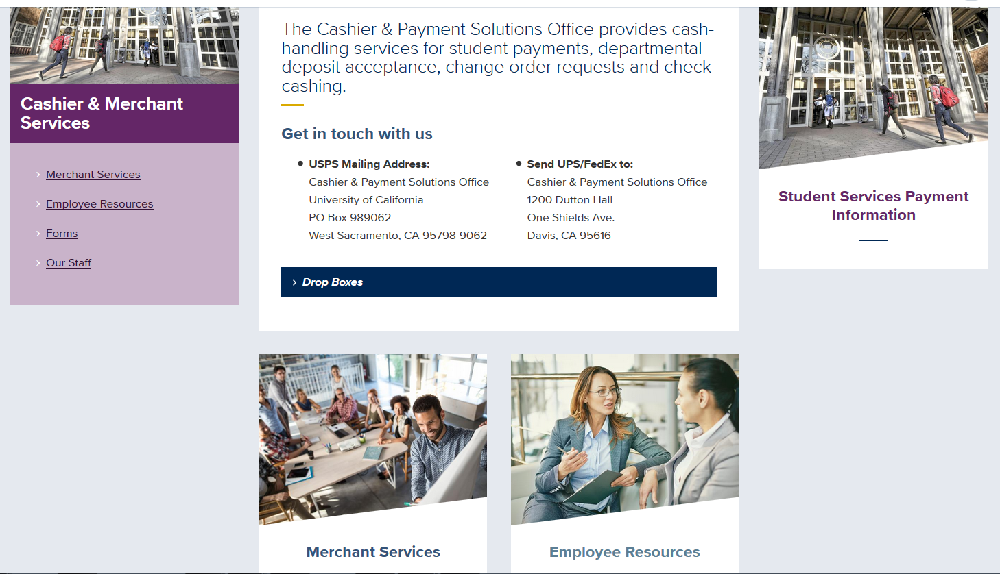 Cashier & Merchant
Services
Merchant Services
Employee Resources
Forms
Our Staff
The Cashier & Payment Solutions Office provides cash-
handling services for student payments, departmental
deposit acceptance, change order requests and check
cashing.
Get in touch with us
USPS Mailing Address:
Cashier & Payment Solutions Office
University of California
PO Box 989062
West Sacramento, CA 95798-9062
Send UPS/FedEx to:
Cashier & Payment Solutions Office
1200 Dutton Hall
One Shields Ave.
Davis, CA 95616
Drop Boxes
Student Services Payment
Information
Merchant Services
Employee Resources